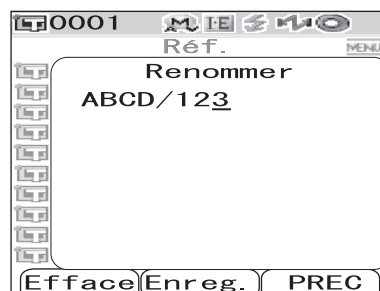 0001 M I·E
Réf. MENU
Renommer
ABCD/123
Efface Enreg. PREC